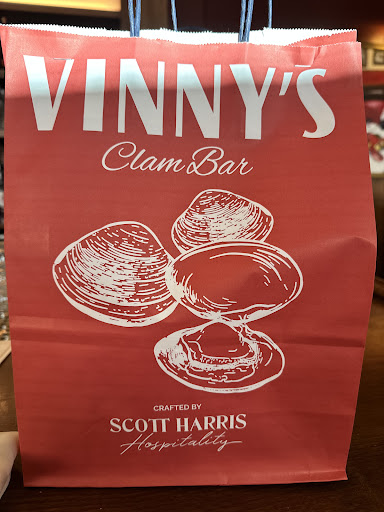 VINNY'S
Clam Bar
CRAFTED BY
SCOTT HARRIS
Hospitality